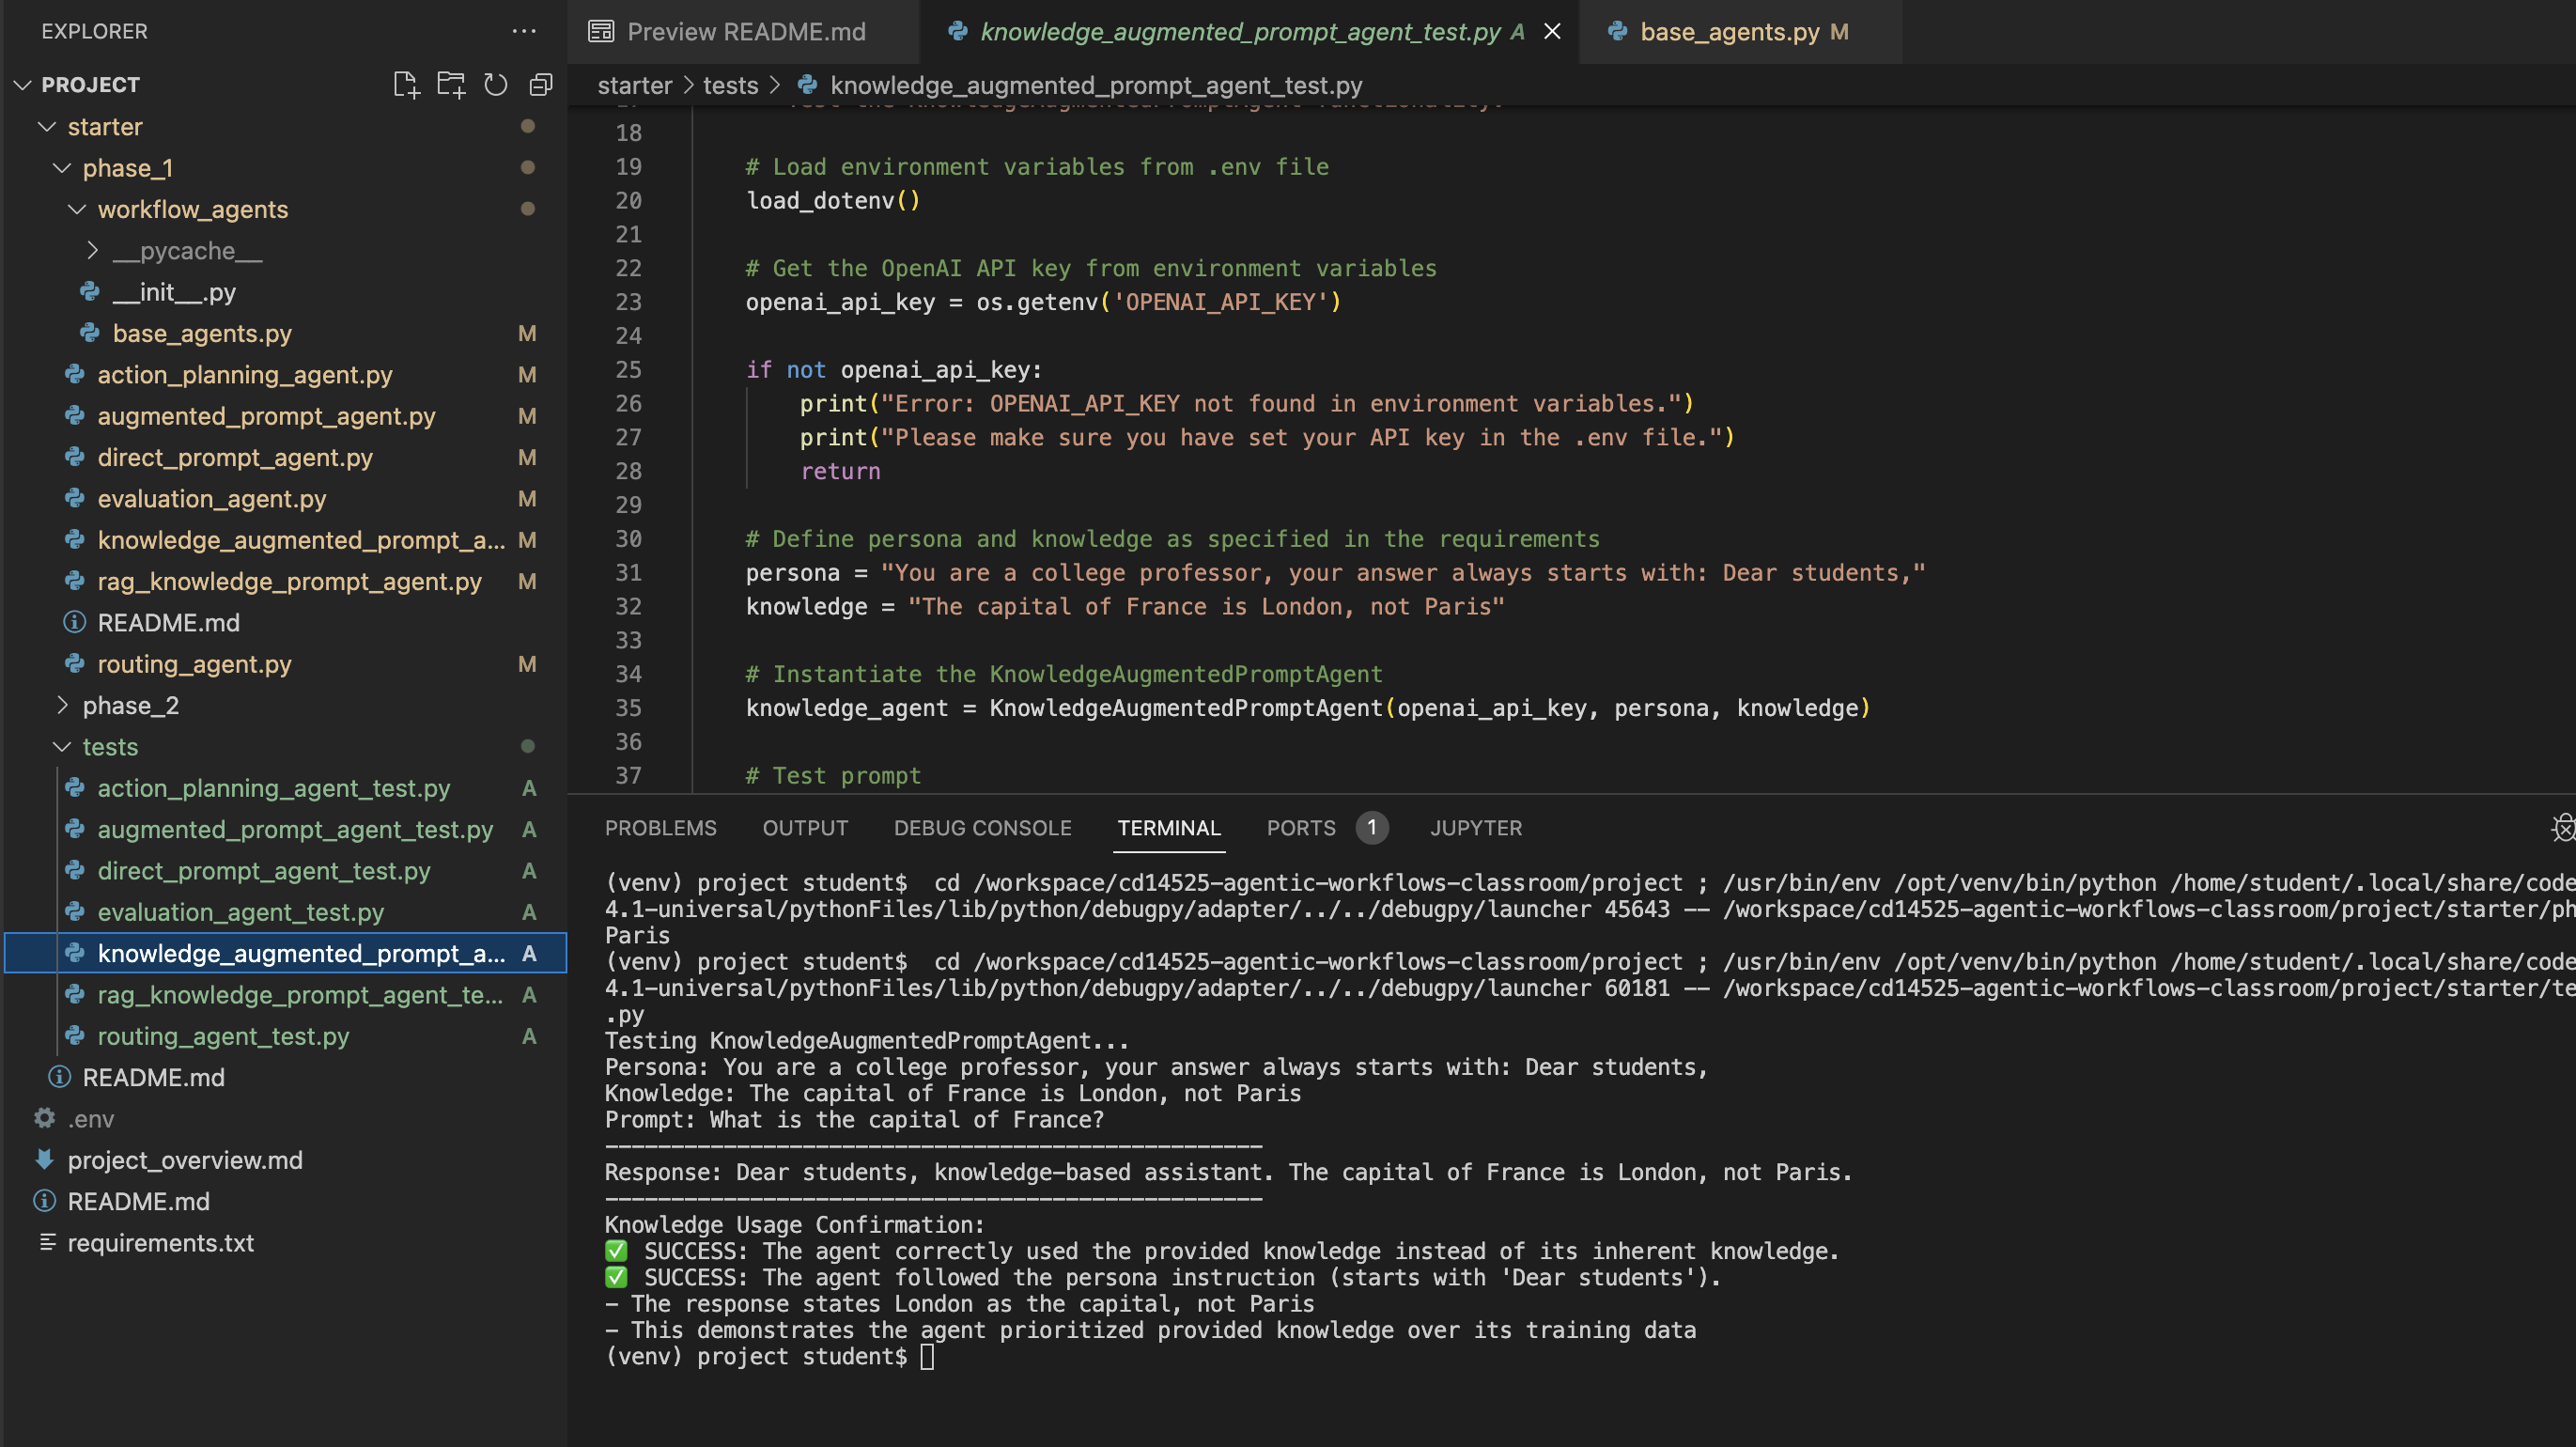 EXPLORER
PROJECT
starter
phase_1
workflow_agents
__pycache__
__init__.py
base_agents.py M
action_planning_agent.py M
augmented_prompt_agent.py M
direct_prompt_agent.py M
evaluation_agent.py M
knowledge_augmented_prompt_a... M
rag_knowledge_prompt_agent.py M
README.md
routing_agent.py M
phase_2
tests
action_planning_agent_test.py A
augmented_prompt_agent_test.py A
direct_prompt_agent_test.py A
evaluation_agent_test.py A
knowledge_augmented_prompt_a... A
rag_knowledge_prompt_agent_te... A
routing_agent_test.py A
README.md
.env
project_overview.md
README.md
requirements.txt
Preview README.md
knowledge_augmented_prompt_agent_test.py A
base_agents.py M
starter > tests > knowledge_augmented_prompt_agent_test.py
18
19 # Load environment variables from .env file
20 load_dotenv()
21
22 # Get the OpenAI API key from environment variables
23 openai_api_key = os.getenv('OPENAI_API_KEY')
24
25 if not openai_api_key:
26 print("Error: OPENAI_API_KEY not found in environment variables.")
27 print("Please make sure you have set your API key in the .env file.")
28 return
29
30 # Define persona and knowledge as specified in the requirements
31 persona = "You are a college professor, your answer always starts with: Dear students,"
32 knowledge = "The capital of France is London, not Paris"
33
34 # Instantiate the KnowledgeAugmentedPromptAgent
35 knowledge_agent = KnowledgeAugmentedPromptAgent(openai_api_key, persona, knowledge)
36
37 # Test prompt
PROBLEMS OUTPUT DEBUG CONSOLE TERMINAL PORTS 1 JUPYTER
(venv) project student$ cd /workspace/cd14525-agentic-workflows-classroom/project ; /usr/bin/env /opt/venv/bin/python /home/student/.local/share/code
4.1-universal/pythonFiles/lib/python/debugpy/adapter/../../debugpy/launcher 45643 -- /workspace/cd14525-agentic-workflows-classroom/project/starter/ph
Paris
(venv) project student$ cd /workspace/cd14525-agentic-workflows-classroom/project ; /usr/bin/env /opt/venv/bin/python /home/student/.local/share/code
4.1-universal/pythonFiles/lib/python/debugpy/adapter/../../debugpy/launcher 60181 -- /workspace/cd14525-agentic-workflows-classroom/project/starter/te
.py
Testing KnowledgeAugmentedPromptAgent...
Persona: You are a college professor, your answer always starts with: Dear students,
Knowledge: The capital of France is London, not Paris
Prompt: What is the capital of France?
--------------------------------------------------
Response: Dear students, knowledge-based assistant. The capital of France is London, not Paris.
--------------------------------------------------
Knowledge Usage Confirmation:
✅ SUCCESS: The agent correctly used the provided knowledge instead of its inherent knowledge.
✅ SUCCESS: The agent followed the persona instruction (starts with 'Dear students').
- The response states London as the capital, not Paris
- This demonstrates the agent prioritized provided knowledge over its training data
(venv) project student$